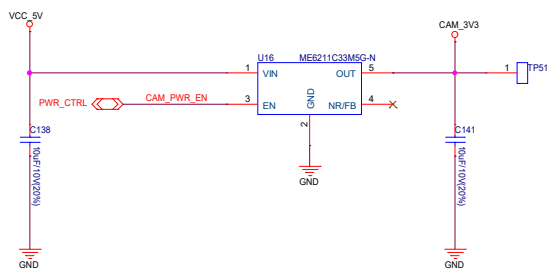 VCC_5V
CAM_3V3
U16 ME6211C33M5G-N
1 VIN OUT 5
1 TP51
PWR_CTRL CAM_PWR_EN 3 EN GND NR/FB 4
2
C138
10uF/10V(20%)
C141
10uF/10V(20%)
GND
GND
GND